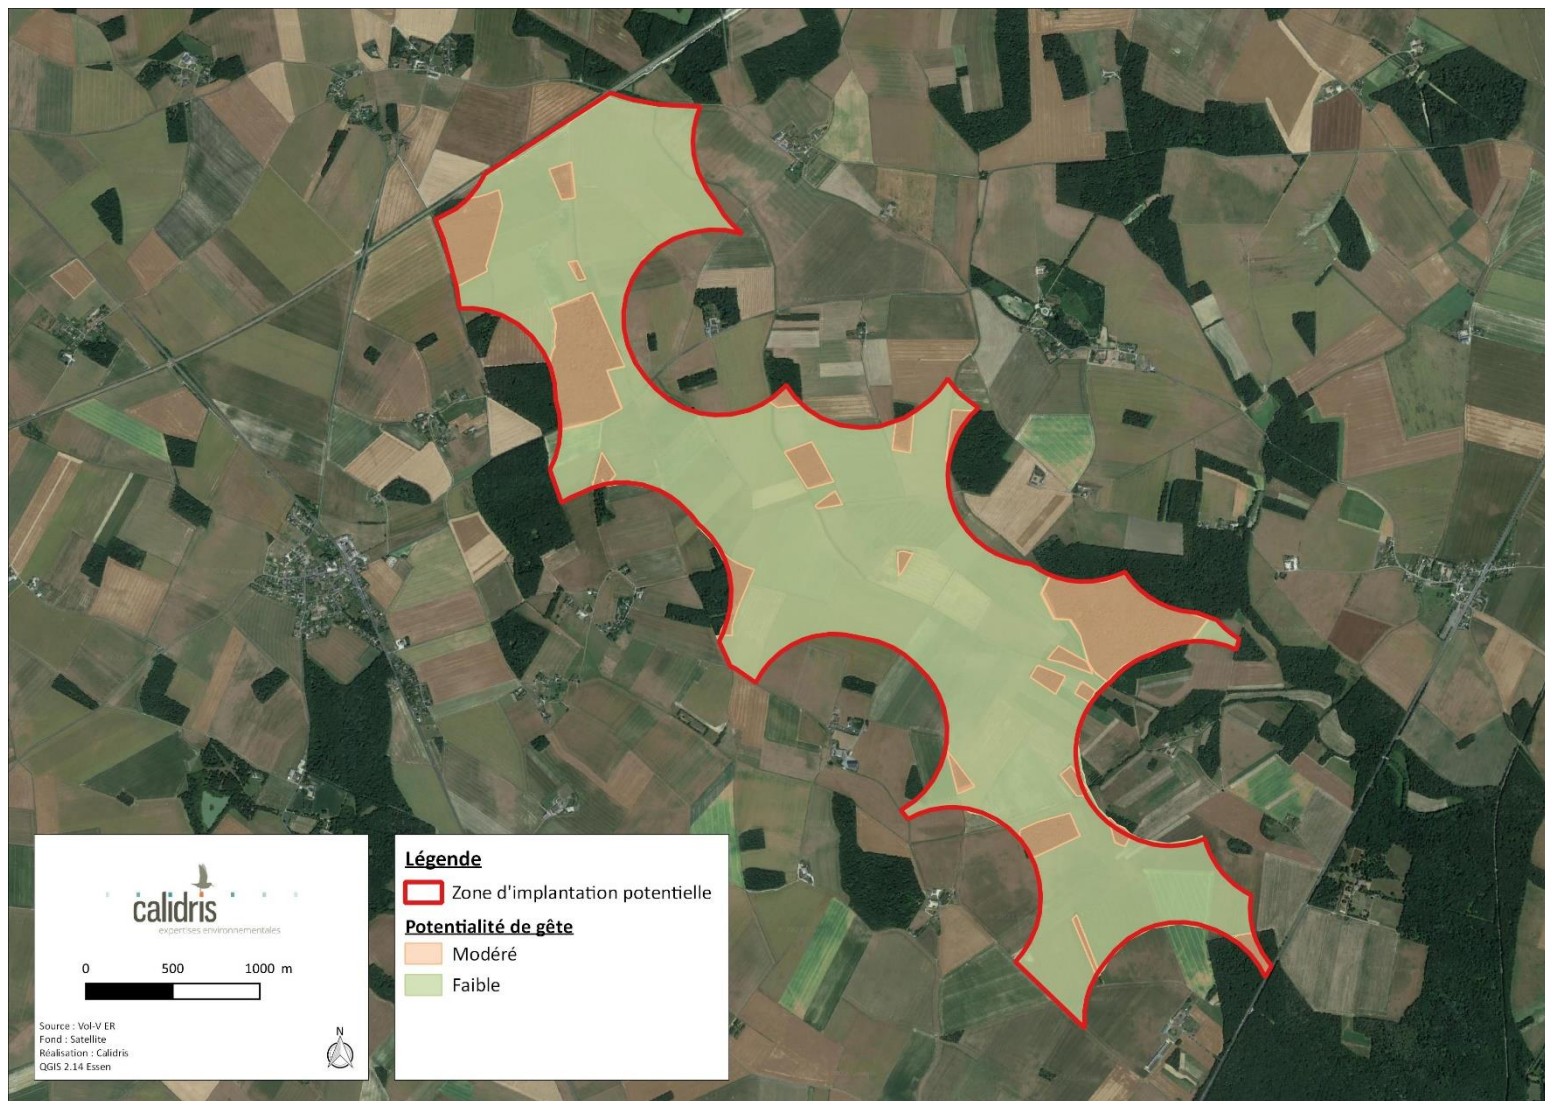 calidris
expertises environnementales
0 500 1000 m
Source : Vol-V ER
Fond : Satellite
Réalisation : Calidris
QGIS 2.14 Essen
N
Légende
Zone d'implantation potentielle
Potentialité de gête
Modéré
Faible